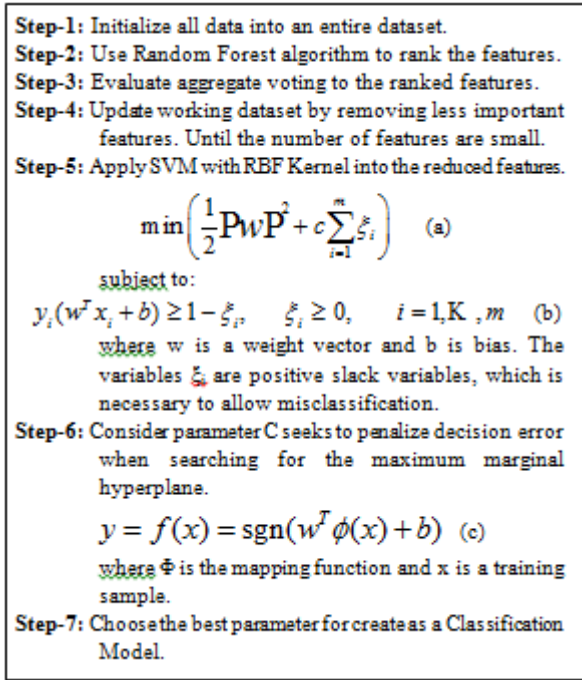 Step-1: Initialize all data into an entire dataset.
Step-2: Use Random Forest algorithm to rank the features.
Step-3: Evaluate aggregate voting to the ranked features.
Step-4: Update working dataset by removing less important
features. Until the number of features are small.
Step-5: Apply SVM with RBF Kernel into the reduced features.
min(1/2 PwP² + c∑_{i=1}^{m} ξ_i) (a)
subject to:
y_i(w^T x_i + b) ≥ 1 − ξ_i, ξ_i ≥ 0, i = 1,K ,m (b)
where w is a weight vector and b is bias. The
variables ξ_i are positive slack variables, which is
necessary to allow misclassification.
Step-6: Consider parameter C seeks to penalize decision error
when searching for the maximum marginal
hyperplane.
y = f(x) = sgn(w^T ϕ(x) + b) (c)
where Φ is the mapping function and x is a training
sample.
Step-7: Choose the best parameter for create as a Classification
Model.